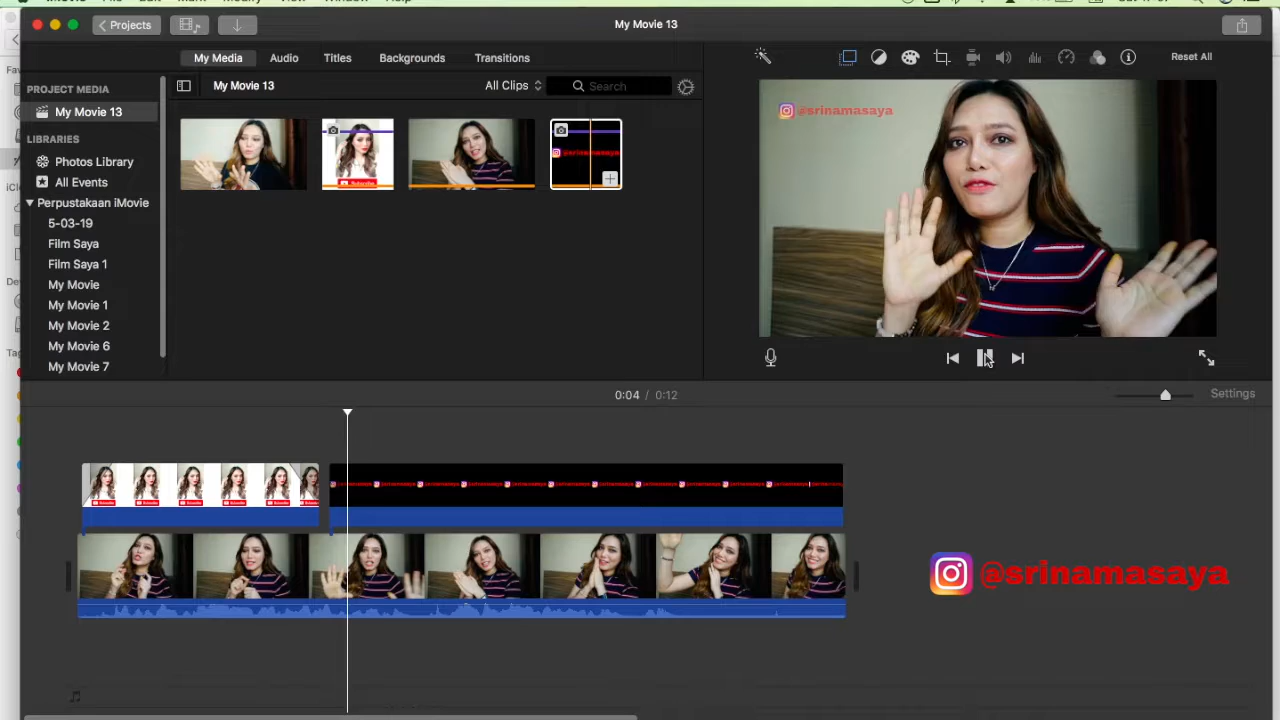 My Movie 13
Projects
My Media
Audio
Titles
Backgrounds
Transitions
Reset All
PROJECT MEDIA
My Movie 13
All Clips
Search
My Movie 13
LIBRARIES
Photos Library
All Events
Perpustakaan iMovie
5-03-19
Film Saya
Film Saya 1
My Movie
My Movie 1
My Movie 2
My Movie 6
My Movie 7
@srinamasaya
0:04 / 0:12
Settings
@srinamasaya